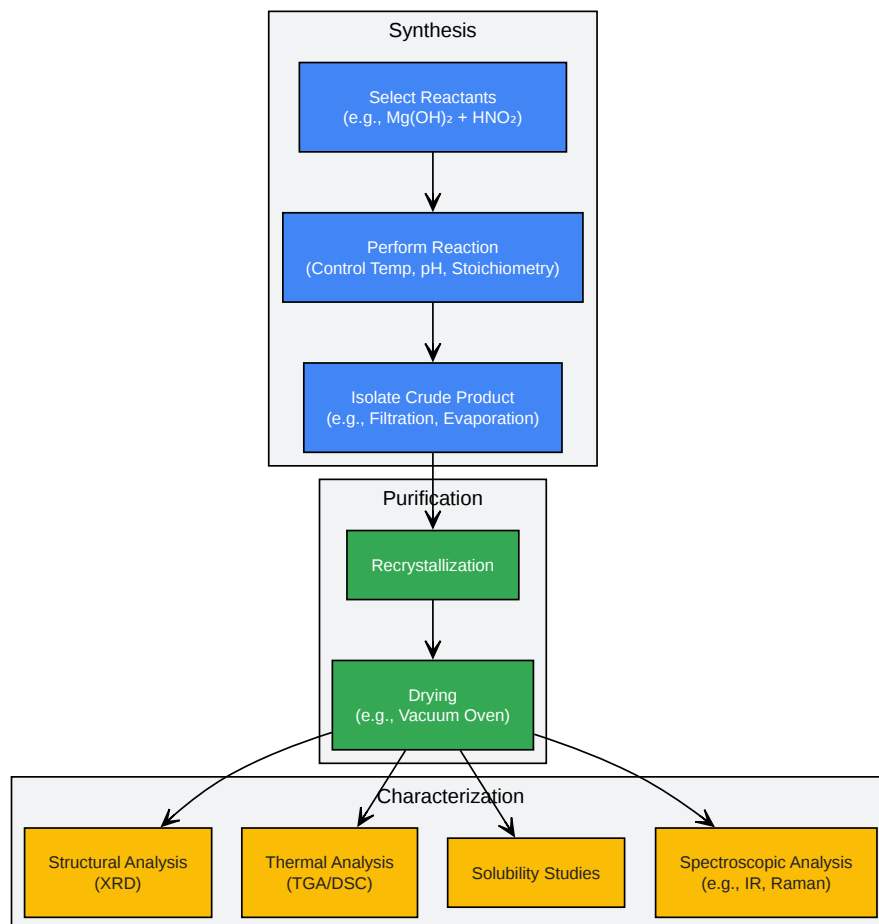 Synthesis
Select Reactants
(e.g., Mg(OH)₂ + HNO₂)
Perform Reaction
(Control Temp, pH, Stoichiometry)
Isolate Crude Product
(e.g., Filtration, Evaporation)
Purification
Recrystallization
Drying
(e.g., Vacuum Oven)
Characterization
Structural Analysis
(XRD)
Thermal Analysis
(TGA/DSC)
Solubility Studies
Spectroscopic Analysis
(e.g., IR, Raman)